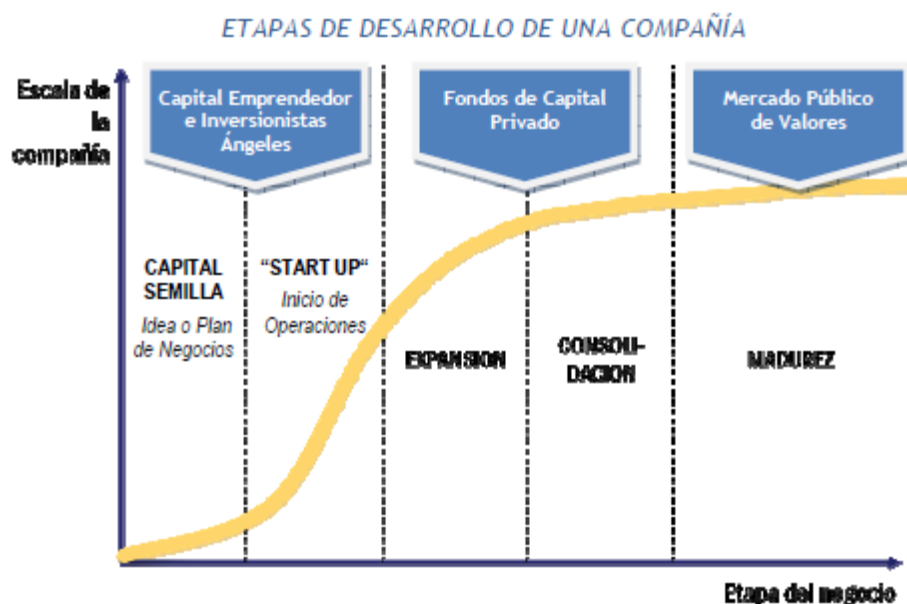 ETAPAS DE DESARROLLO DE UNA COMPAÑÍA
Escala de
la
compañía
Capital Emprendedor
e Inversionistas
Ángeles
Fondos de Capital
Privado
Mercado Público
de Valores
CAPITAL
SEMILLA
Idea o Plan
de Negocios
"START UP"
Inicio de
Operaciones
EXPANSION
CONSOLI-
DACION
MADUREZ
Etapa del negocio